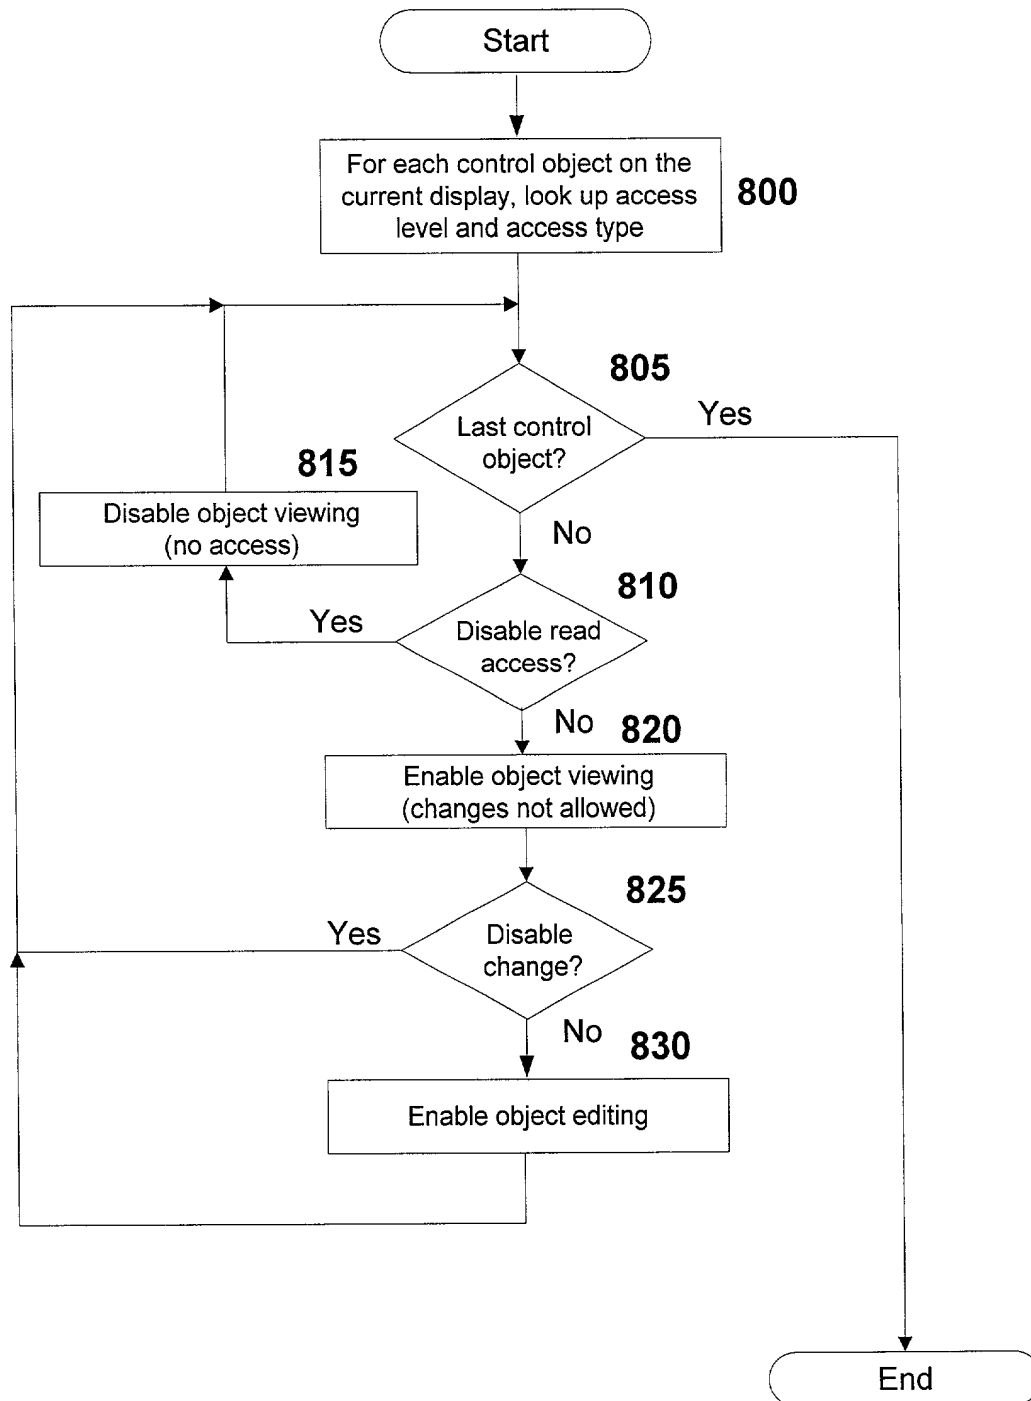 Start
For each control object on the
current display, look up access
level and access type
800
805
Last control
object?
Yes
No
815
Disable object viewing
(no access)
810
Disable read
access?
Yes
No
820
Enable object viewing
(changes not allowed)
825
Disable
change?
Yes
No
830
Enable object editing
End